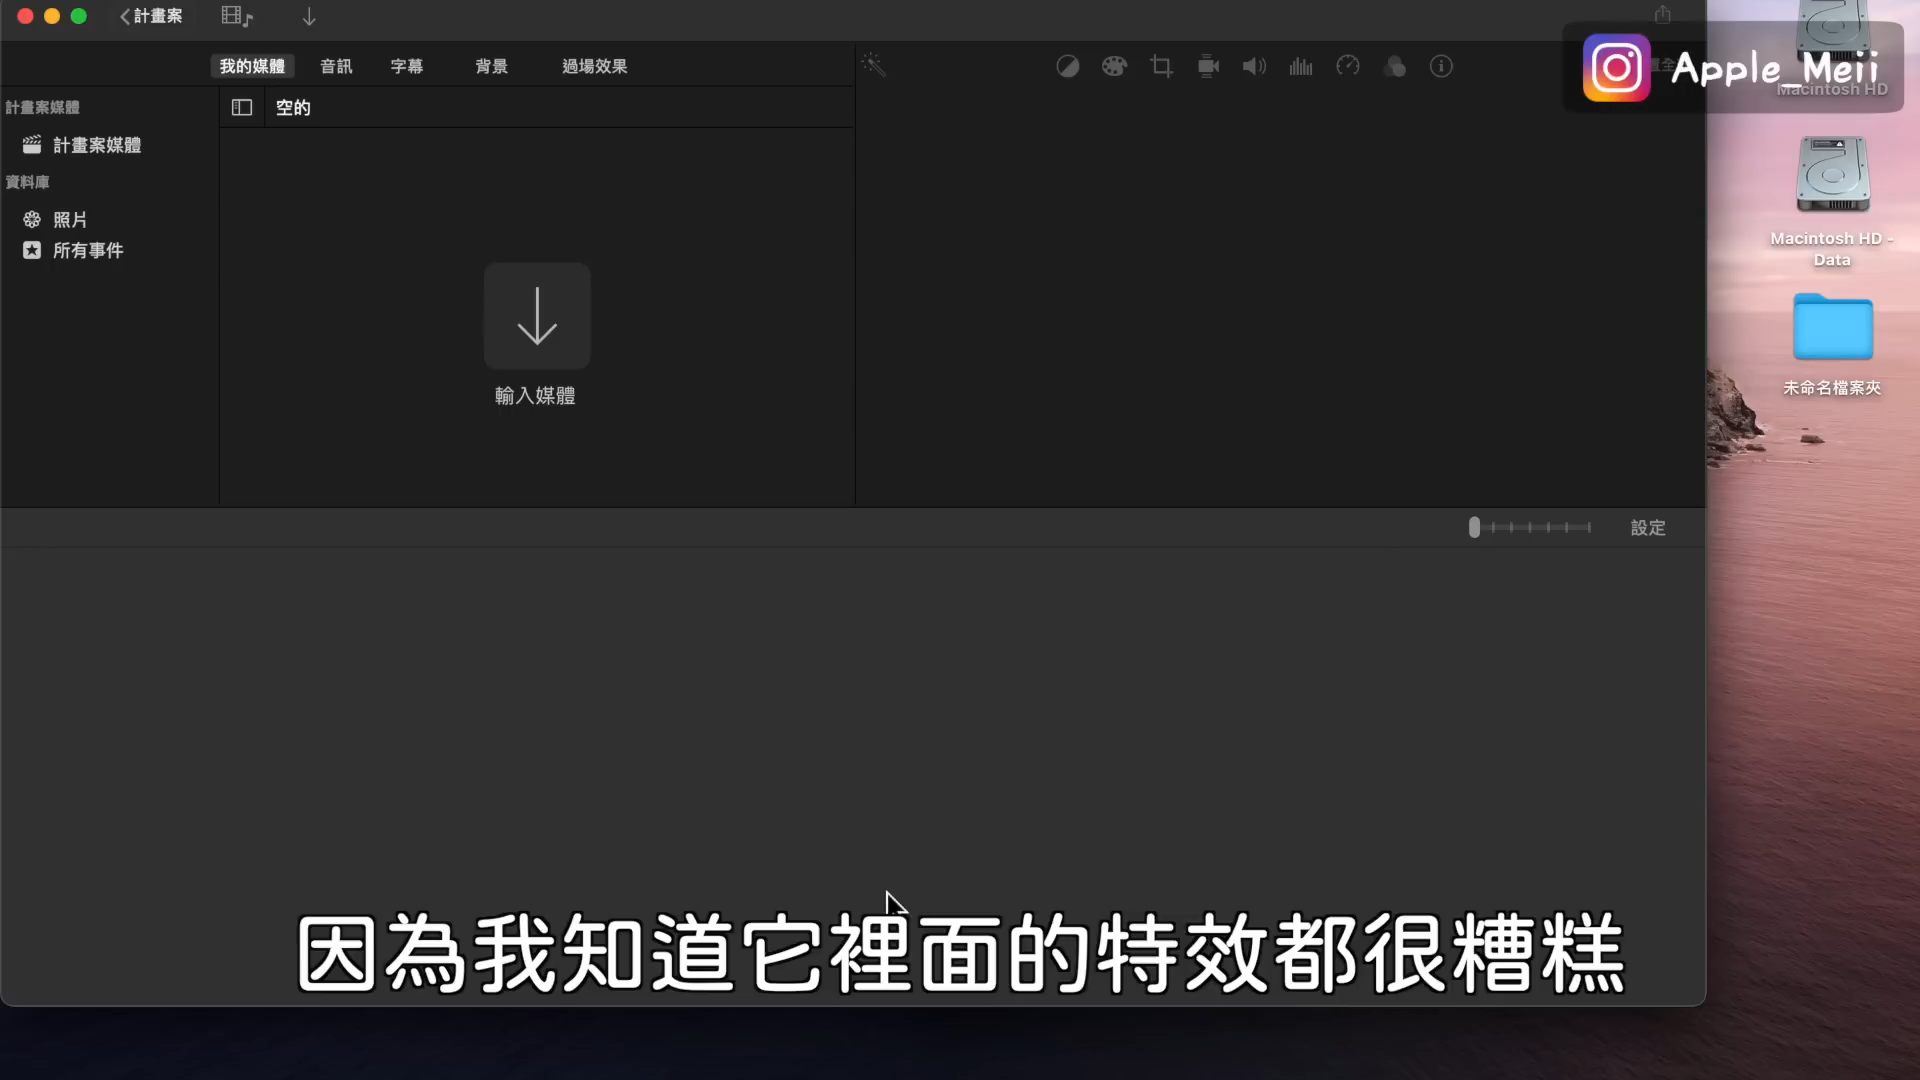 計畫案
我的媒體
音訊
字幕
背景
過場效果
計畫案媒體
空的
計畫案媒體
資料庫
照片
所有事件
輸入媒體
設定
Apple_Meii
Macintosh HD
Macintosh HD -
Data
未命名檔案夾
因為我知道它裡面的特效都很糟糕